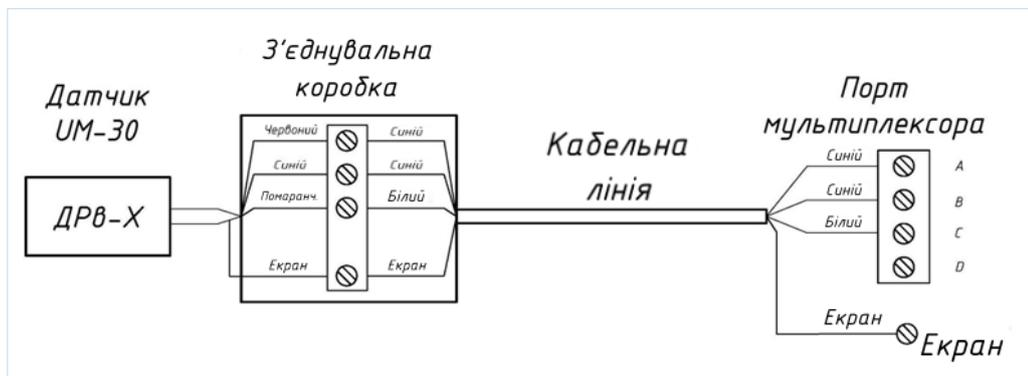 З'єднувальна
коробка
Датчик
UM-30
ДРв-Х
Червоний
Синій
Синій
Синій
Помаранч.
Білий
Екран
Екран
Кабельна
лінія
Порт
мультиплексора
Синій
A
Синій
B
Білий
C
D
Екран
Екран